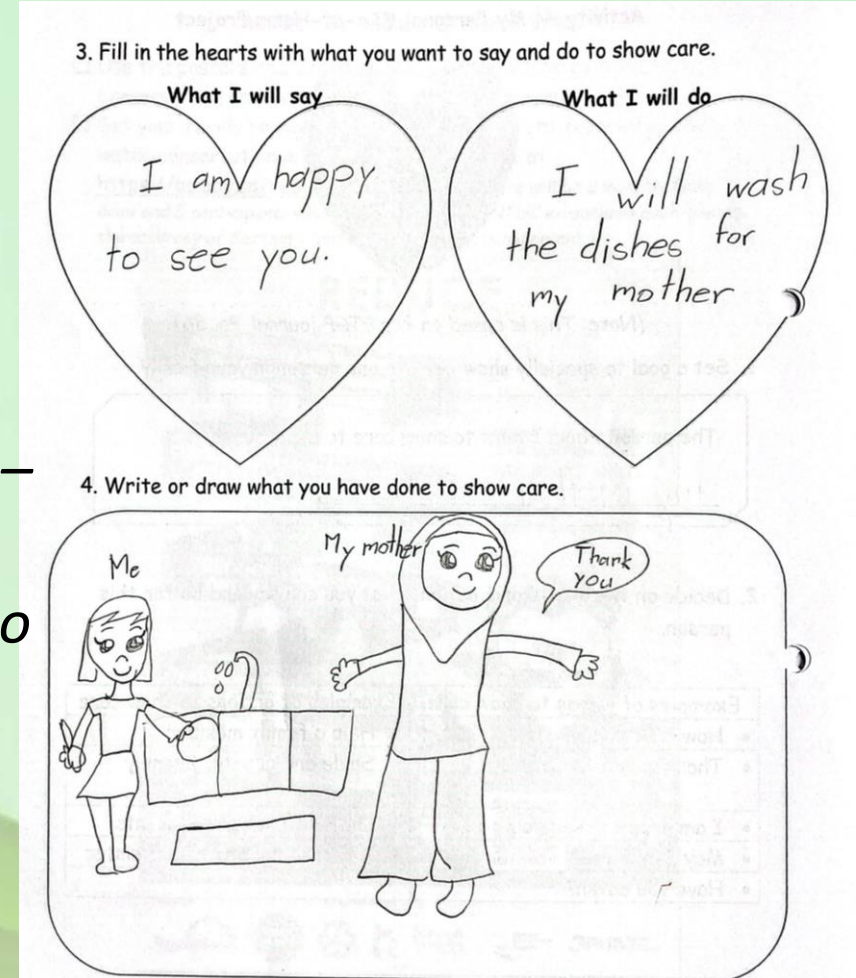 3. Fill in the hearts with what you want to say and do to show care.
What I will say
What I will do
I am happy
to see you.
I will wash
the dishes for
my mother
4. Write or draw what you have done to show care.
Me
My mother
Thank
you